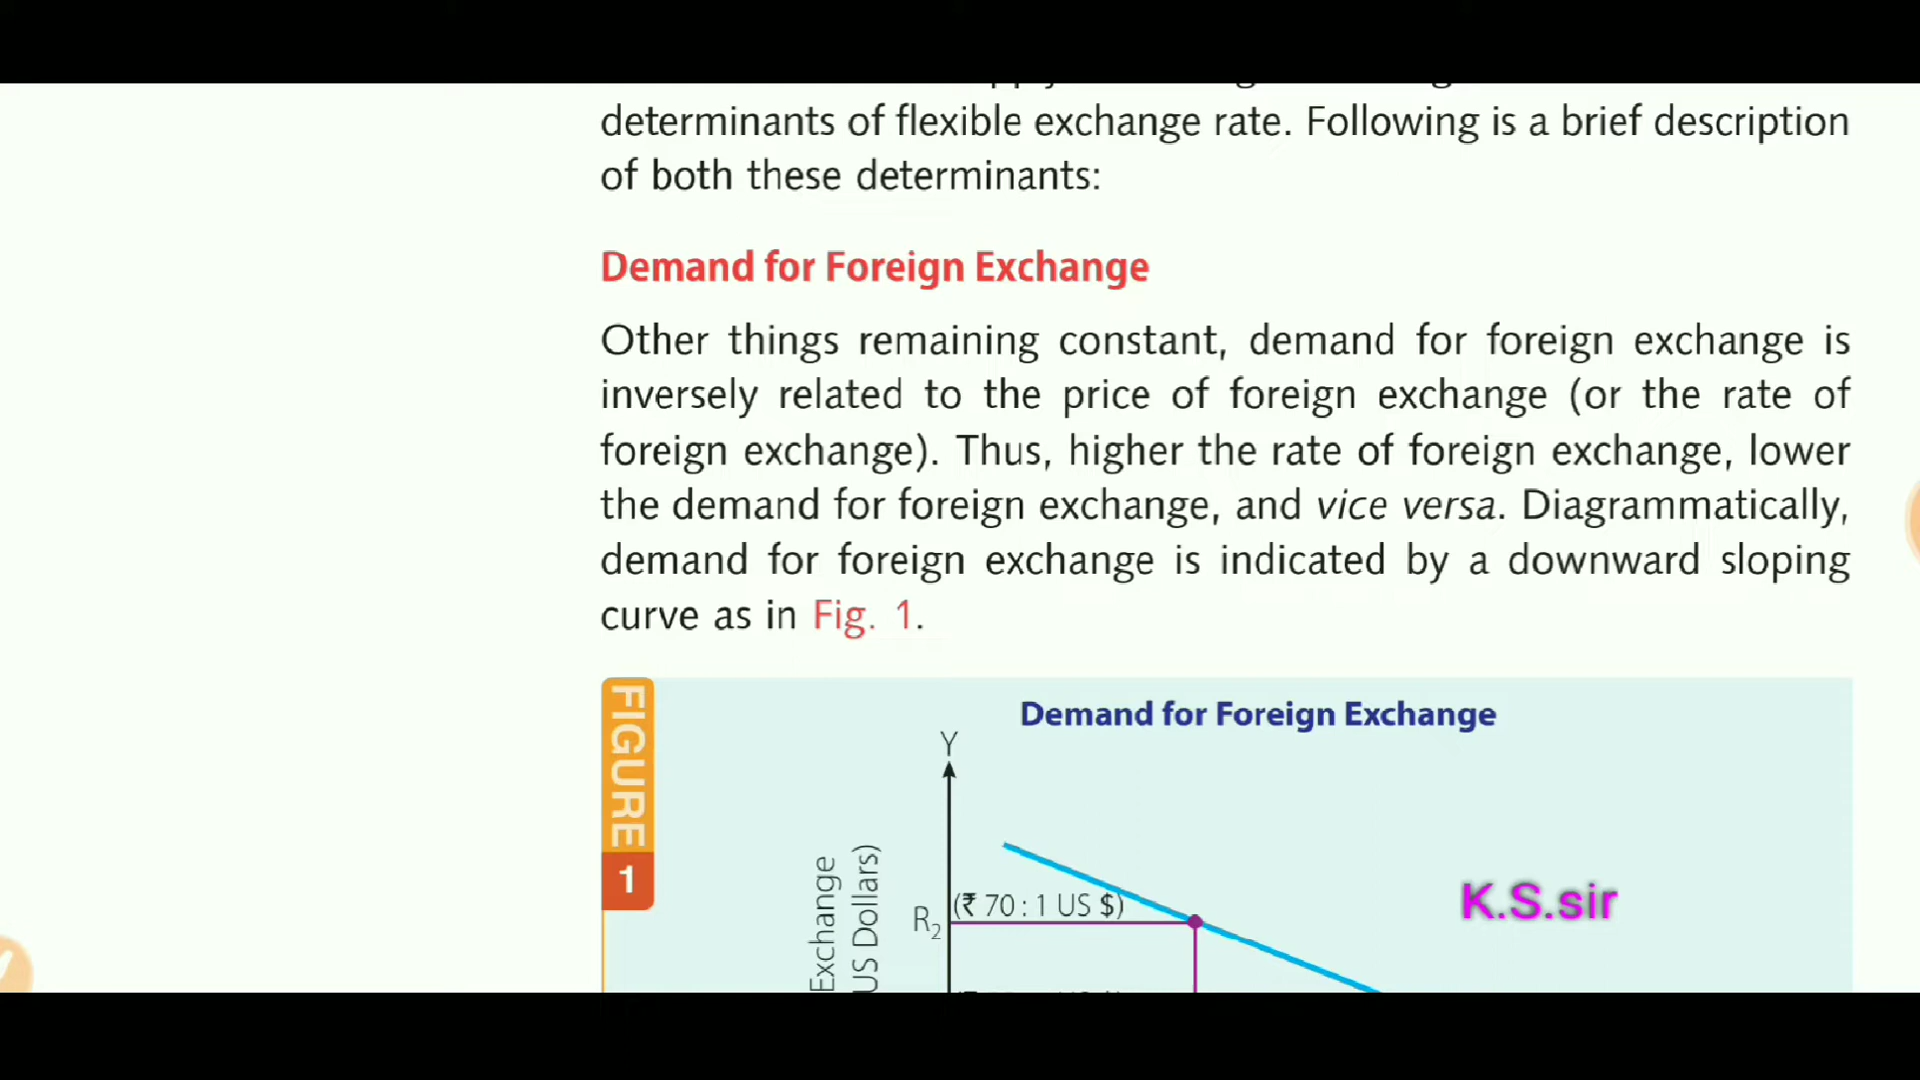 determinants of flexible exchange rate. Following is a brief description
of both these determinants:
Demand for Foreign Exchange
Other things remaining constant, demand for foreign exchange is
inversely related to the price of foreign exchange (or the rate of
foreign exchange). Thus, higher the rate of foreign exchange, lower
the demand for foreign exchange, and vice versa. Diagrammatically,
demand for foreign exchange is indicated by a downward sloping
curve as in Fig. 1.
FIGURE
1
Demand for Foreign Exchange
Y
Exchange
US Dollars)
R₂
(₹ 70 : 1 US $)
K.S.sir